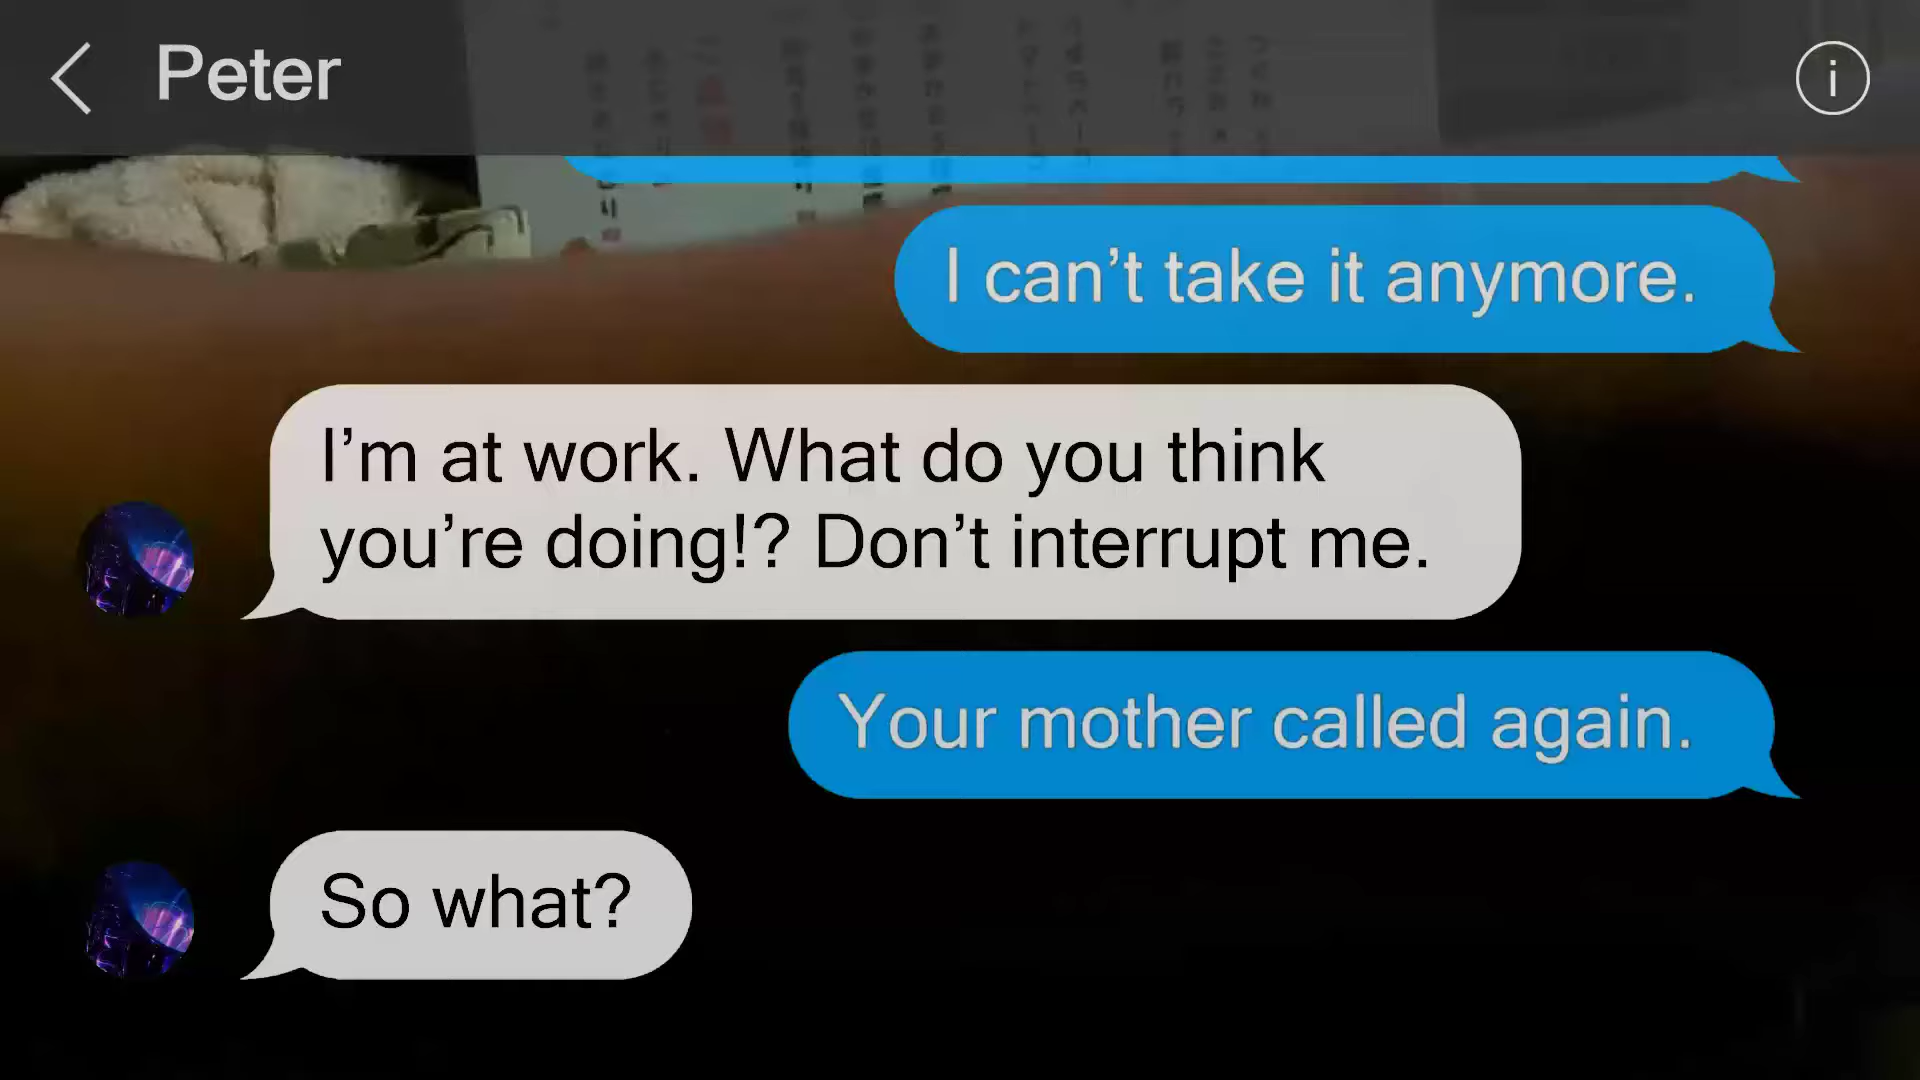 Peter
i
I can’t take it anymore.
I’m at work. What do you think
you’re doing!? Don’t interrupt me.
Your mother called again.
So what?